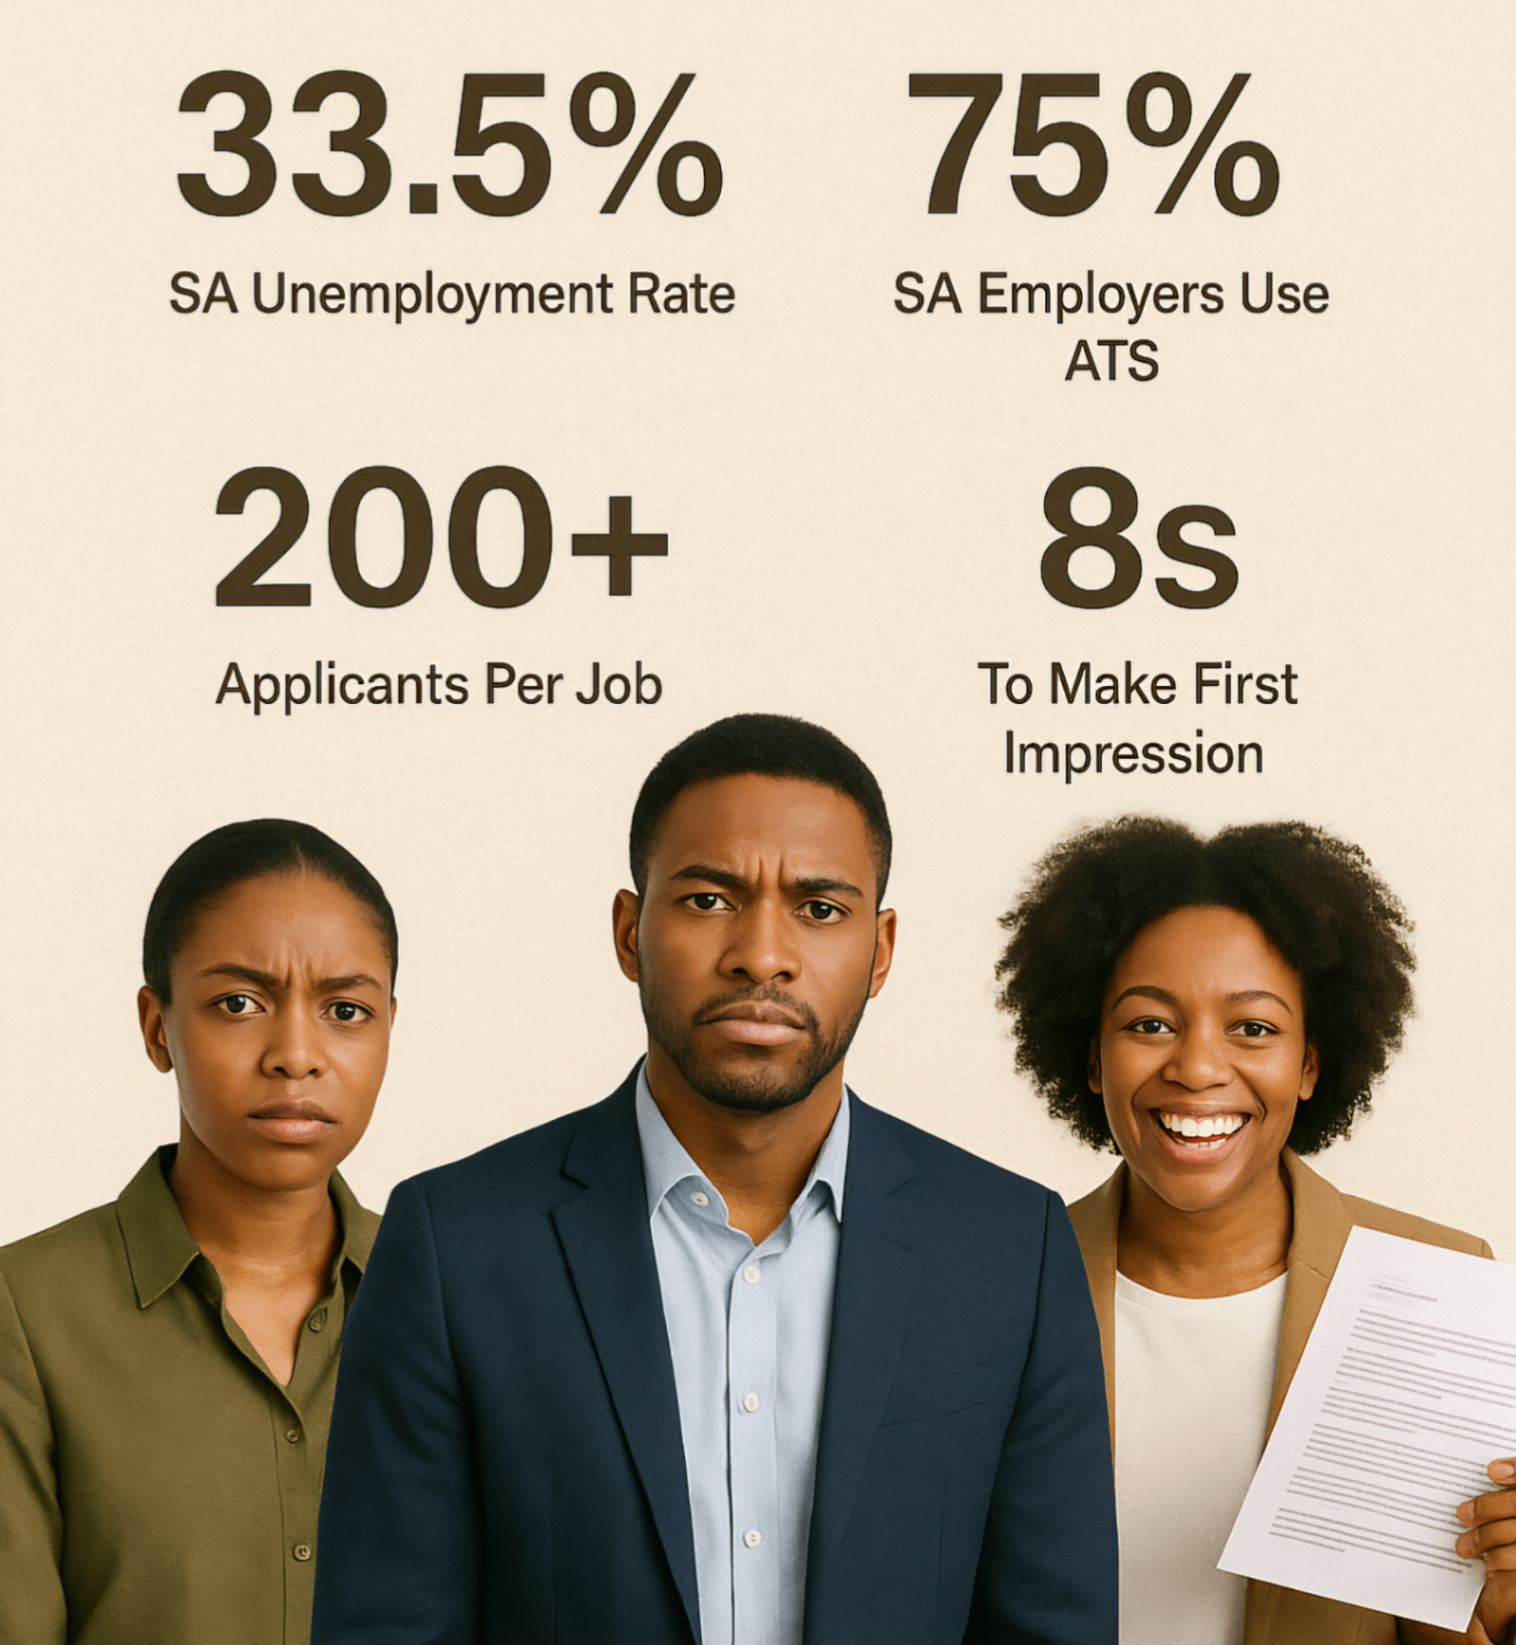 33.5%
SA Unemployment Rate
75%
SA Employers Use
ATS
200+
Applicants Per Job
8s
To Make First
Impression